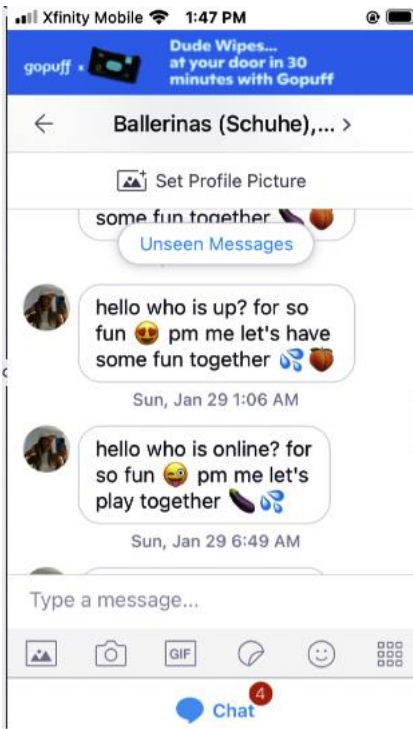 Xfinity Mobile 1:47 PM
Dude Wipes...
gopuff x
at your door in 30
minutes with Gopuff
Ballerinas (Schuhe),... >
Set Profile Picture
some fun together 🍆🍑
Unseen Messages
hello who is up? for so
fun 😍 pm me let's have
some fun together 💦🍑
Sun, Jan 29 1:06 AM
hello who is online? for
so fun 😜 pm me let's
play together 🍆💦
Sun, Jan 29 6:49 AM
Type a message...
GIF
4
Chat